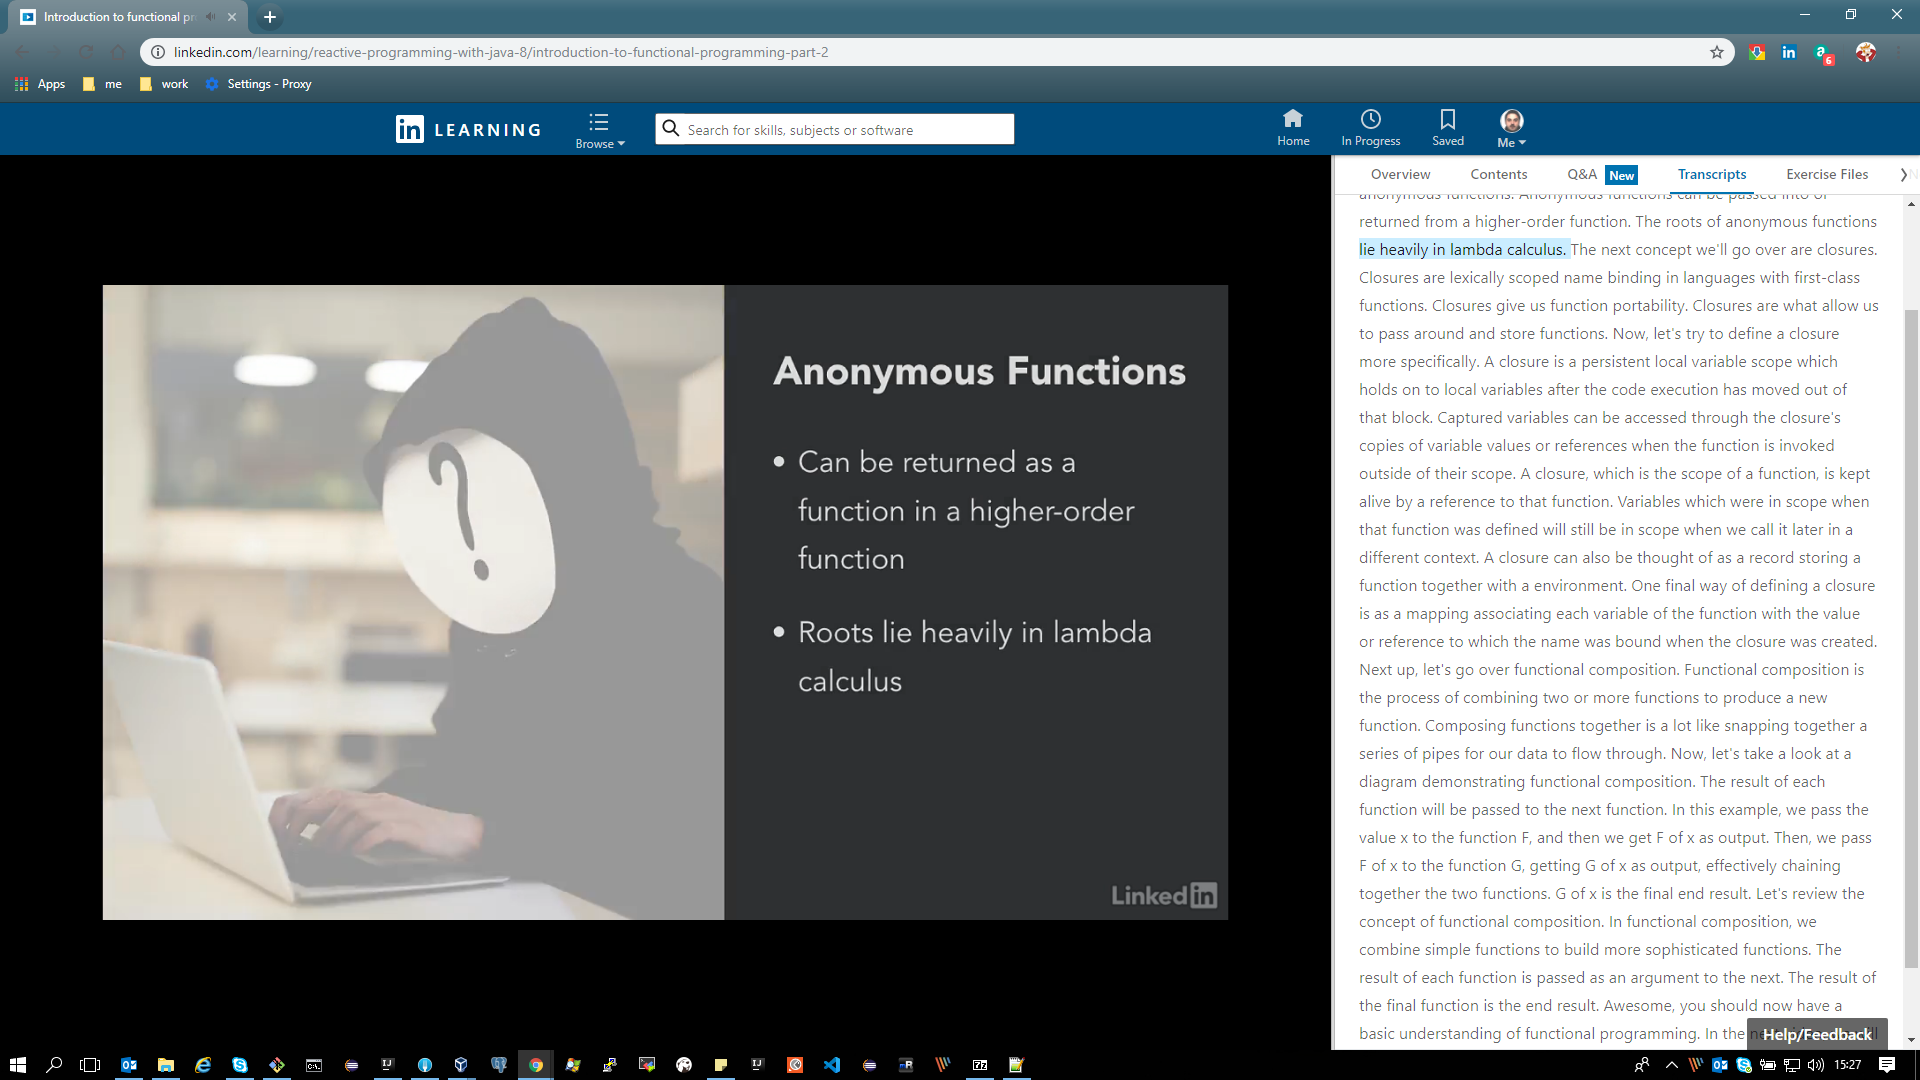 Introduction to functional pr
linkedin.com/learning/reactive-programming-with-java-8/introduction-to-functional-programming-part-2
6
Apps
me
work
Settings - Proxy
in LEARNING
Browse
Search for skills, subjects or software
Home
In Progress
Saved
Me
Overview
Contents
Q&A New
Transcripts
Exercise Files
anonymous functions. Anonymous functions can be passed into or
returned from a higher-order function. The roots of anonymous functions
lie heavily in lambda calculus. The next concept we'll go over are closures.
Closures are lexically scoped name binding in languages with first-class
functions. Closures give us function portability. Closures are what allow us
to pass around and store functions. Now, let's try to define a closure
more specifically. A closure is a persistent local variable scope which
holds on to local variables after the code execution has moved out of
that block. Captured variables can be accessed through the closure's
copies of variable values or references when the function is invoked
outside of their scope. A closure, which is the scope of a function, is kept
alive by a reference to that function. Variables which were in scope when
that function was defined will still be in scope when we call it later in a
different context. A closure can also be thought of as a record storing a
function together with a environment. One final way of defining a closure
is as a mapping associating each variable of the function with the value
or reference to which the name was bound when the closure was created.
Next up, let's go over functional composition. Functional composition is
the process of combining two or more functions to produce a new
function. Composing functions together is a lot like snapping together a
series of pipes for our data to flow through. Now, let's take a look at a
diagram demonstrating functional composition. The result of each
function will be passed to the next function. In this example, we pass the
value x to the function F, and then we get F of x as output. Then, we pass
F of x to the function G, getting G of x as output, effectively chaining
together the two functions. G of x is the final end result. Let's review the
concept of functional composition. In functional composition, we
combine simple functions to build more sophisticated functions. The
result of each function is passed as an argument to the next. The result of
the final function is the end result. Awesome, you should now have a
basic understanding of functional programming. In the
Help/Feedback
Anonymous Functions
• Can be returned as a
function in a higher-order
function
• Roots lie heavily in lambda
calculus
Linked in
?
15:27